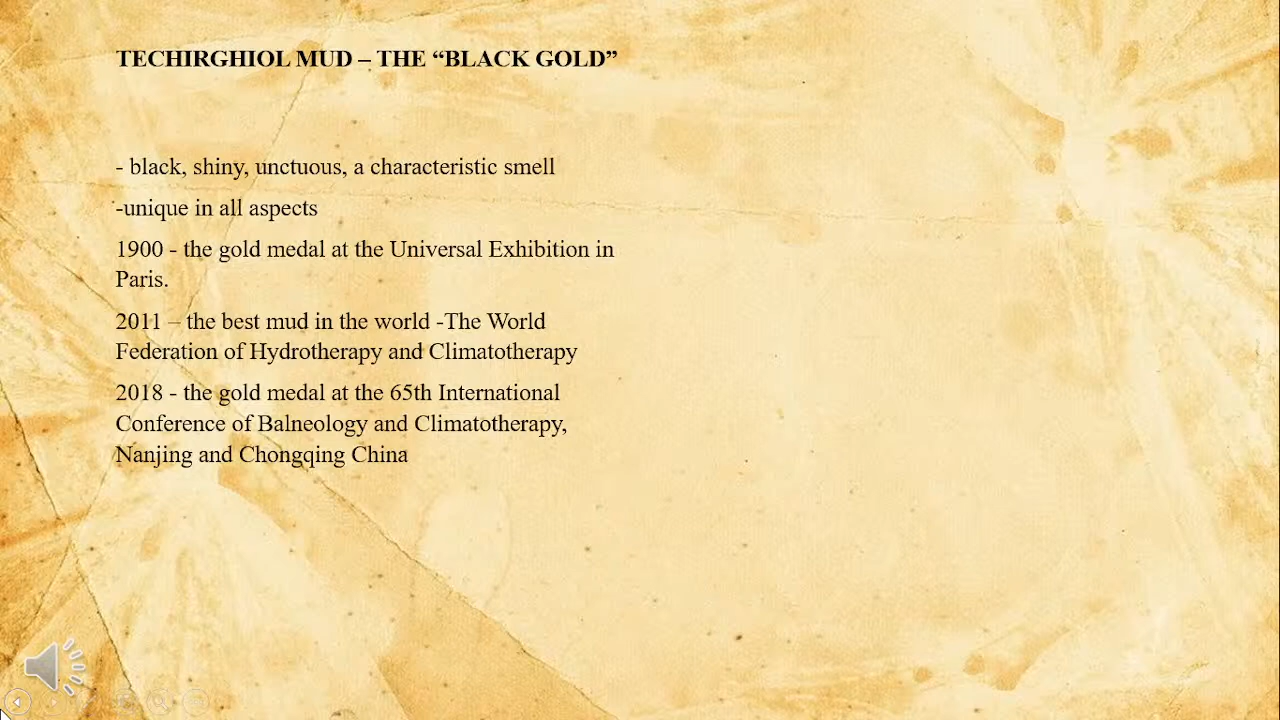 TECHIRGHIOL MUD – THE “BLACK GOLD”
- black, shiny, unctuous, a characteristic smell
-unique in all aspects
1900 - the gold medal at the Universal Exhibition in
Paris.
2011 – the best mud in the world -The World
Federation of Hydrotherapy and Climatotherapy
2018 - the gold medal at the 65th International
Conference of Balneology and Climatotherapy,
Nanjing and Chongqing China